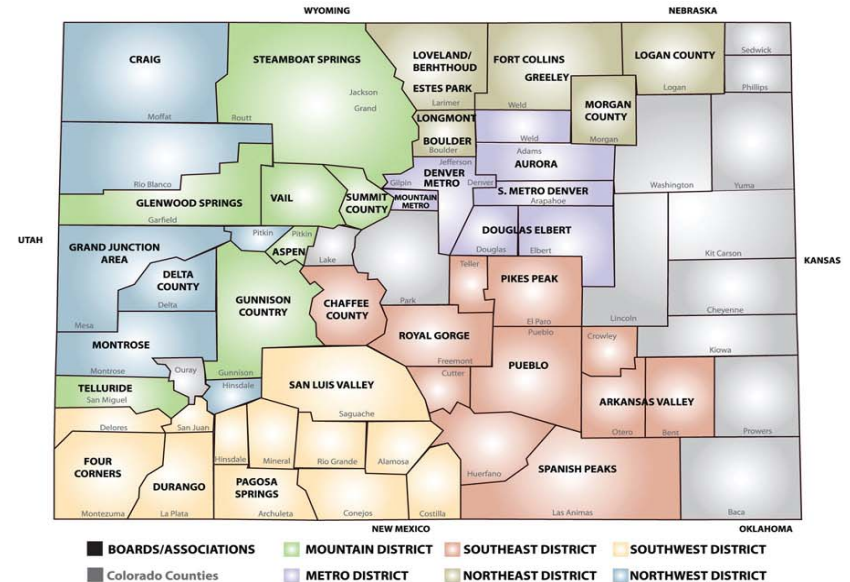 WYOMING
NEBRASKA
CRAIG
STEAMBOAT SPRINGS
LOVELAND/
BERHTHOUD
FORT COLLINS
GREELEY
LOGAN COUNTY
Sedwick
ESTES PARK
Jackson
Grand
Larimer
Weld
Logan
Phillips
MORGAN
COUNTY
Moffat
Routt
LONGMONT
BOULDER
Boulder
Weld
Morgan
Adams
AURORA
Jefferson
DENVER
METRO
Gilpin
Denver
Rio Blanco
Washington
Yuma
GLENWOOD SPRINGS
VAIL
SUMMIT
COUNTY
MOUNTAIN
METRO
S. METRO DENVER
Arapahoe
Garfield
UTAH
GRAND JUNCTION
AREA
Pitkin
Pitkin
ASPEN
Lake
DOUGLAS ELBERT
Douglas
Elbert
Kit Carson
KANSAS
DELTA
COUNTY
Delta
Teller
PIKES PEAK
GUNNISON
COUNTRY
CHAFFEE
COUNTY
Park
El Paro
Lincoln
Cheyenne
Mesa
MONTROSE
ROYAL GORGE
Pueblo
Crowley
Kiowa
Montrose
Ouray
Gunnison
Freemont
PUEBLO
TELLURIDE
San Miguel
Hinsdale
SAN LUIS VALLEY
Cutter
ARKANSAS VALLEY
Saguache
Delores
San Juan
Otero
Bent
Prowers
FOUR
CORNERS
Hinsdale
Mineral
Rio Grande
Alamosa
Huerfano
SPANISH PEAKS
DURANGO
PAGOSA
SPRINGS
Montezuma
La Plata
Archuleta
Conejos
Costilla
Las Animas
Baca
NEW MEXICO
OKLAHOMA
BOARDS/ASSOCIATIONS
MOUNTAIN DISTRICT
SOUTHEAST DISTRICT
SOUTHWEST DISTRICT
Colorado Counties
METRO DISTRICT
NORTHEAST DISTRICT
NORTHWEST DISTRICT